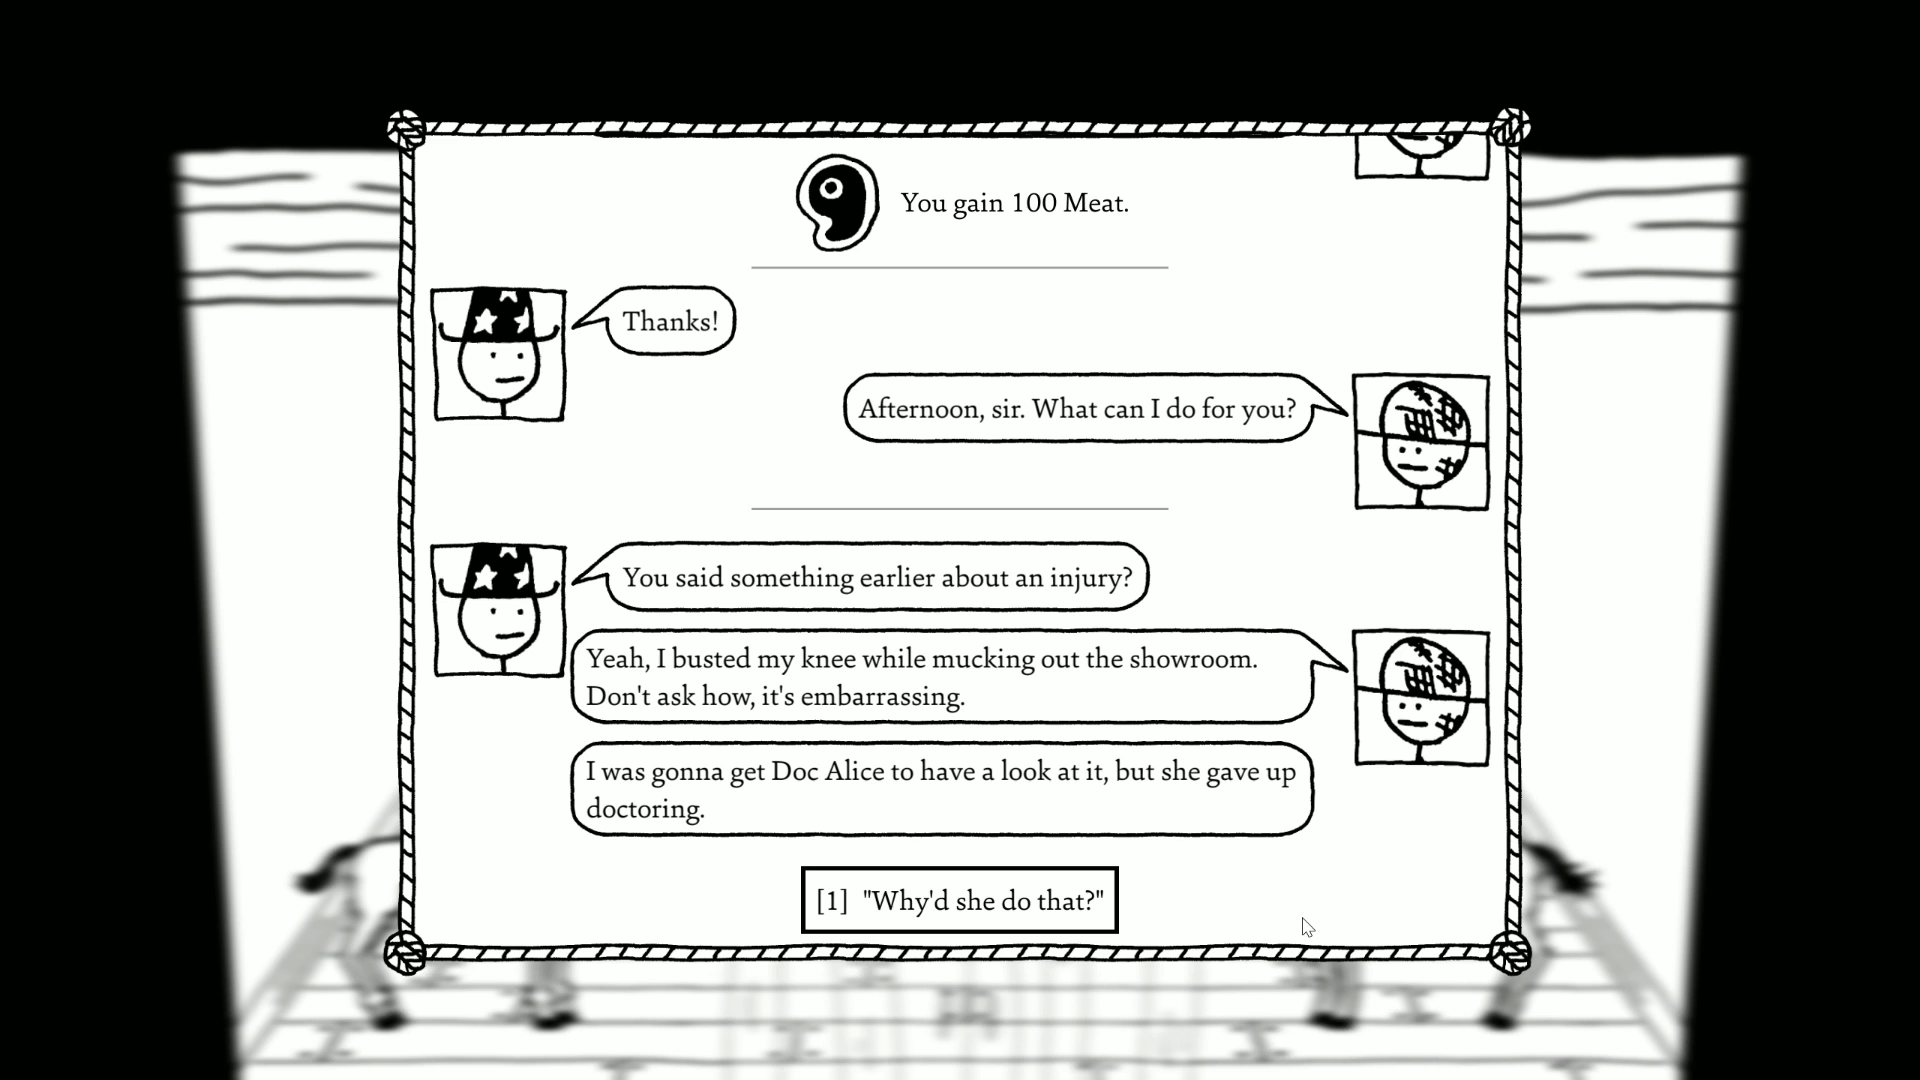 You gain 100 Meat.
Thanks!
Afternoon, sir. What can I do for you?
You said something earlier about an injury?
Yeah, I busted my knee while mucking out the showroom.
Don't ask how, it's embarrassing.
I was gonna get Doc Alice to have a look at it, but she gave up
doctoring.
[1] "Why'd she do that?"